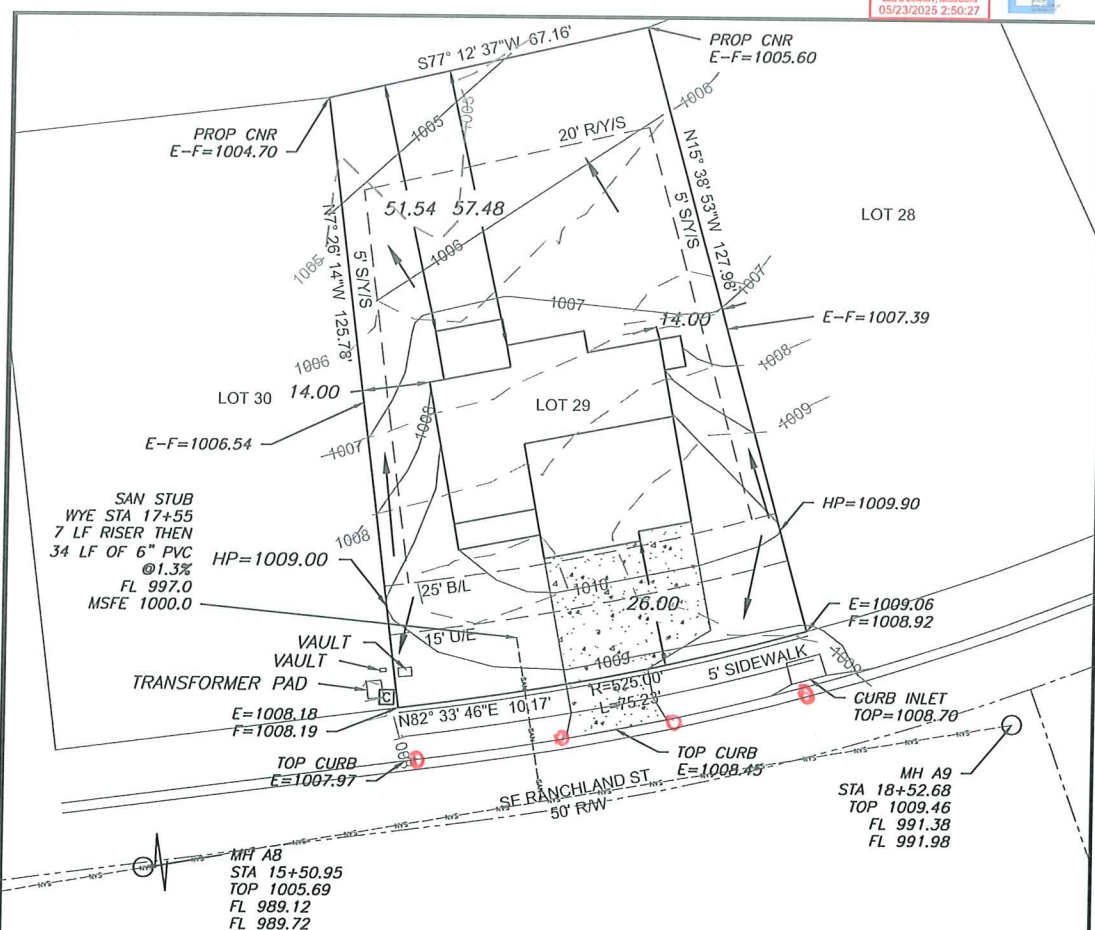 05/23/2025 2:50:27
S77° 12' 37"W 67.16'
PROP CNR
E-F=1005.60
PROP CNR
E-F=1004.70
1005
1005
1006
20' R/Y/S
N15° 38' 53"W 127.98'
5' S/Y/S
LOT 28
51.54 57.48
N7° 26' 14"W 125.78'
5' S/Y/S
1005
1006
1007
1007
14.00
E-F=1007.39
1006
1008
LOT 30
14.00
LOT 29
1008
1009
E-F=1006.54
1007
SAN STUB
WYE STA 17+55
7 LF RISER THEN
34 LF OF 6" PVC
@1.3%
FL 997.0
MSFE 1000.0
HP=1009.90
1008
HP=1009.00
25' B/L
1010
26.00
15' U/E
E=1009.06
F=1008.92
VAULT
VAULT
TRANSFORMER PAD
C
1009
5' SIDEWALK
1009
R=525.00'
L=75.23'
E=1008.18
F=1008.19
N82° 33' 46"E 10.17'
SAN
CURB INLET
TOP=1008.70
1008
TOP CURB
E=1007.97
TOP CURB
E=1008.45
SAN
SE RANCHLAND ST
50' R/W
MH A9
STA 18+52.68
TOP 1009.46
FL 991.38
FL 991.98
MH A8
STA 15+50.95
TOP 1005.69
FL 989.12
FL 989.72